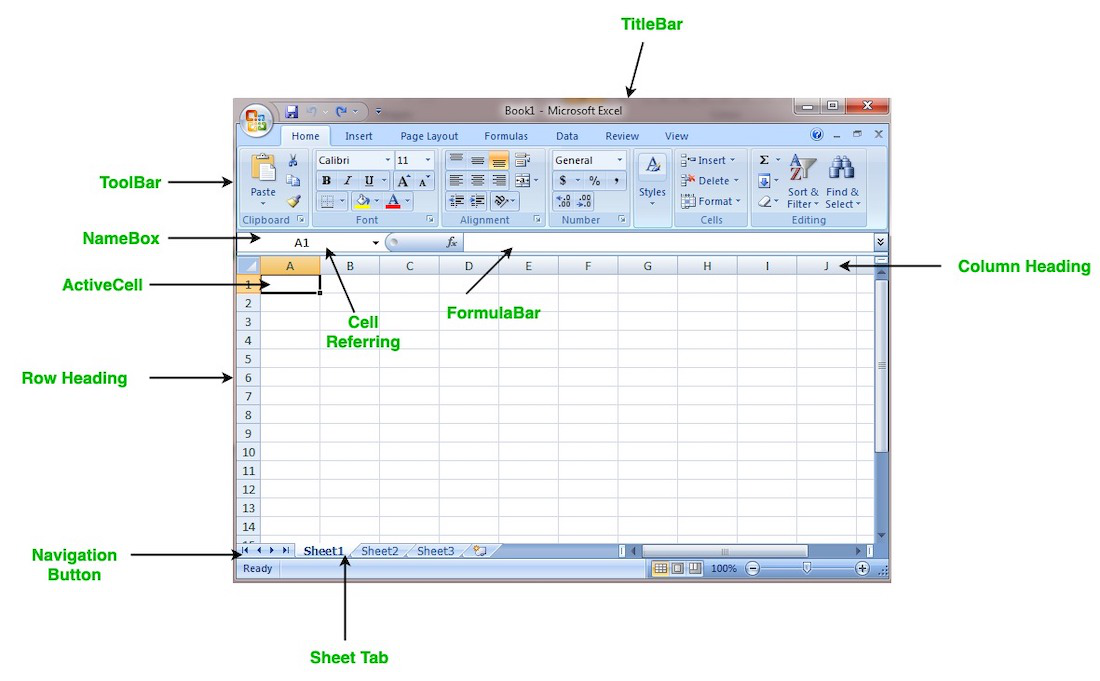 TitleBar
Book1 - Microsoft Excel
Home Insert Page Layout Formulas Data Review View
Calibri 11 General Insert
ToolBar
Paste B I U A A $ % , Styles Delete Sort & Find &
Format Filter Select
Clipboard Font Alignment Number Cells Editing
NameBox
A1 fx
A B C D E F G H I J
Column Heading
ActiveCell
1
2
FormulaBar
3
Cell
Referring
4
5
Row Heading
6
7
8
9
10
11
12
13
14
Navigation
Button
Sheet1 Sheet2 Sheet3
Ready 100%
Sheet Tab